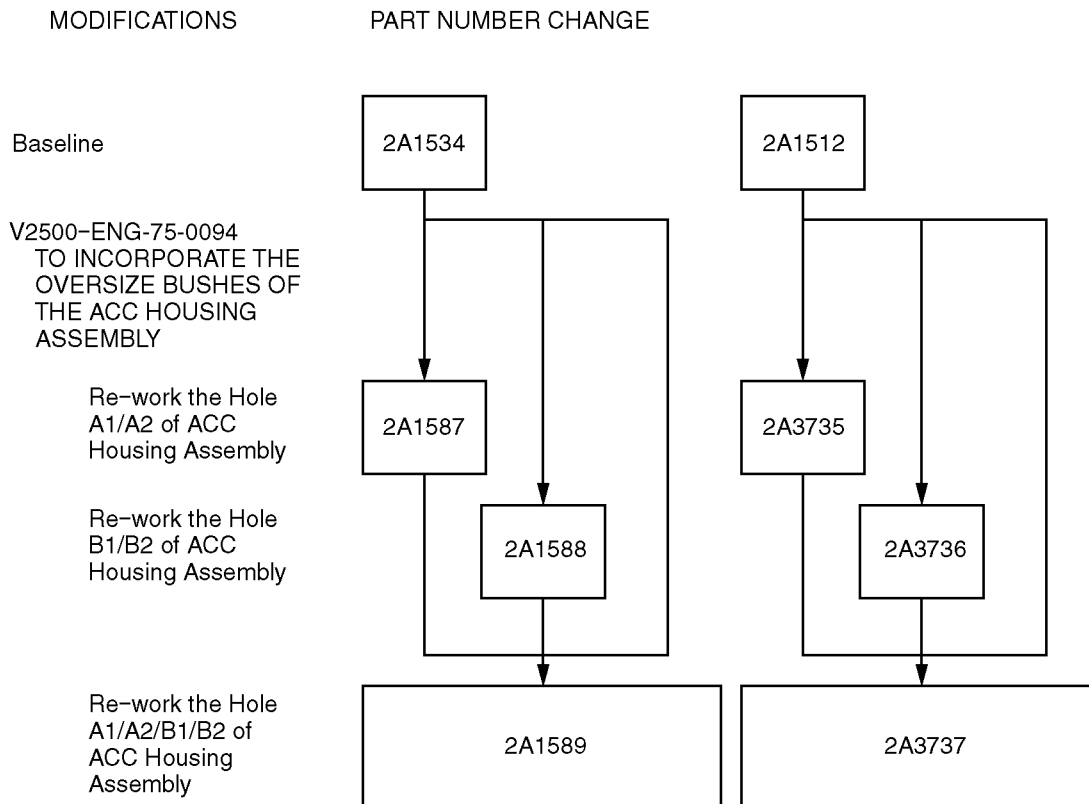 MODIFICATIONS PART NUMBER CHANGE
Baseline 2A1534 2A1512
V2500-ENG-75-0094
TO INCORPORATE THE
OVERSIZE BUSHES OF
THE ACC HOUSING
ASSEMBLY
Re-work the Hole
A1/A2 of ACC
Housing Assembly
2A1587 2A3735
Re-work the Hole
B1/B2 of ACC
Housing Assembly
2A1588 2A3736
Re-work the Hole
A1/A2/B1/B2 of
ACC Housing
Assembly
2A1589 2A3737